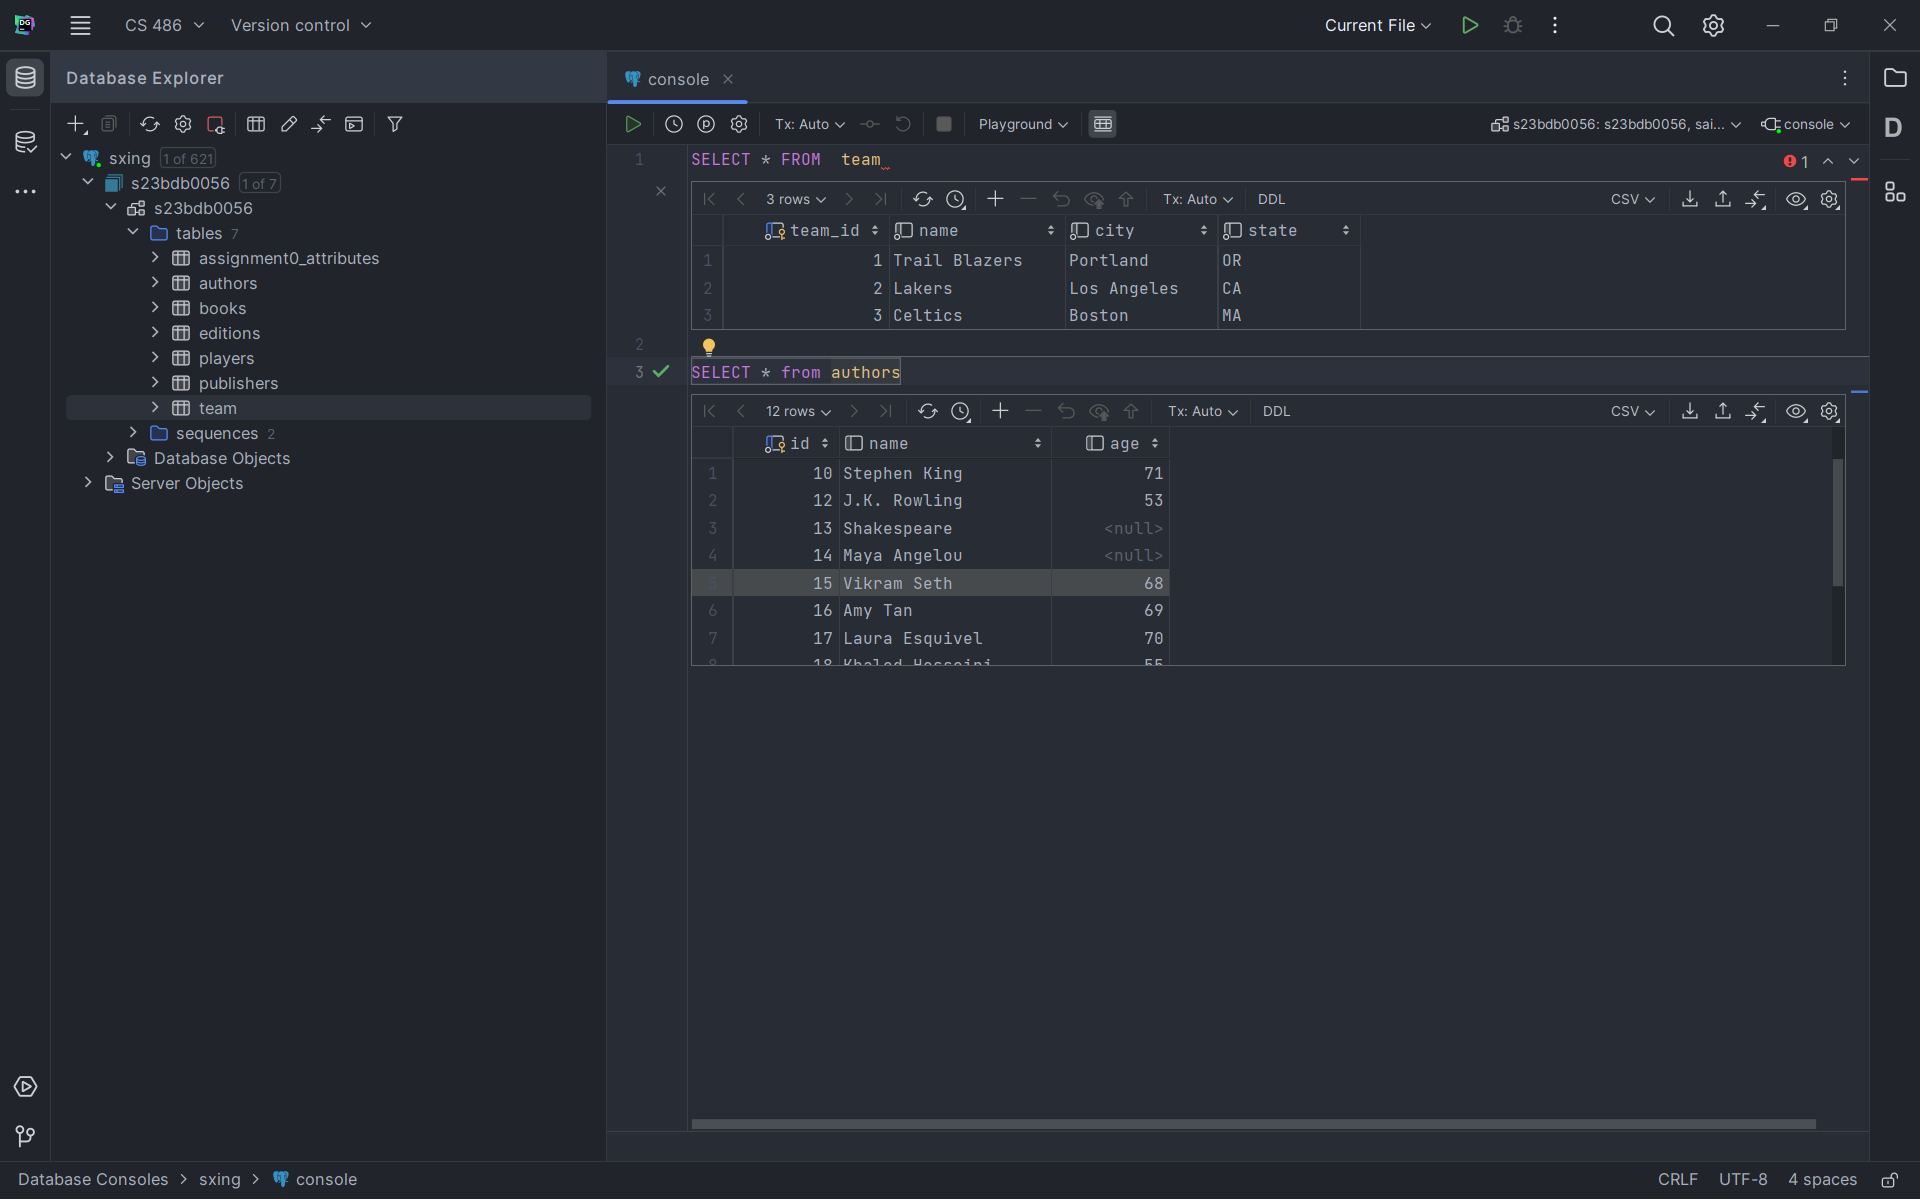 CS 486 Version control Current File
Database Explorer
console
Tx: Auto Playground s23bdb0056: s23bdb0056, sai... console
sxing 1 of 621
s23bdb0056 1 of 7
s23bdb0056
tables 7
assignment0_attributes
authors
books
editions
players
publishers
team
sequences 2
Database Objects
Server Objects
1 SELECT * FROM team
1
3 rows Tx: Auto DDL CSV
team_id name city state
1 1 Trail Blazers Portland OR
2 2 Lakers Los Angeles CA
3 3 Celtics Boston MA
2
3 SELECT * from authors
12 rows Tx: Auto DDL CSV
id name age
1 10 Stephen King 71
2 12 J.K. Rowling 53
3 13 Shakespeare <null>
4 14 Maya Angelou <null>
5 15 Vikram Seth 68
6 16 Amy Tan 69
7 17 Laura Esquivel 70
8 18 Khaled Hosseini 55
Database Consoles sxing console
CRLF UTF-8 4 spaces